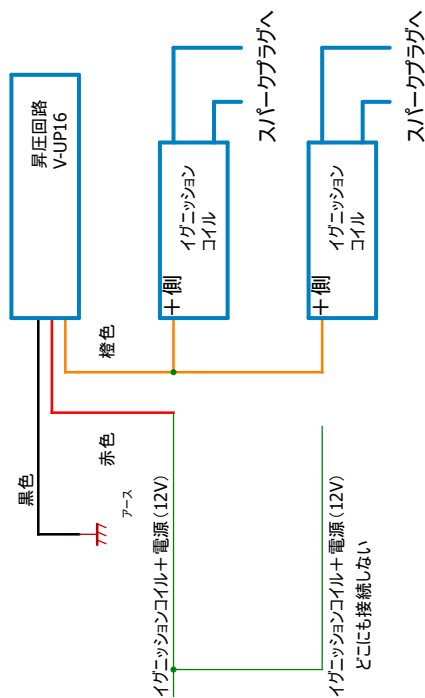 昇圧回路
V-UP16
黒色
赤色
橙色
アース
+側
イグニッション
コイル
スパークプラグへ
+側
イグニッション
コイル
スパークプラグへ
イグニッションコイル+電源(12V)
イグニッションコイル+電源(12V)
どこにも接続しない